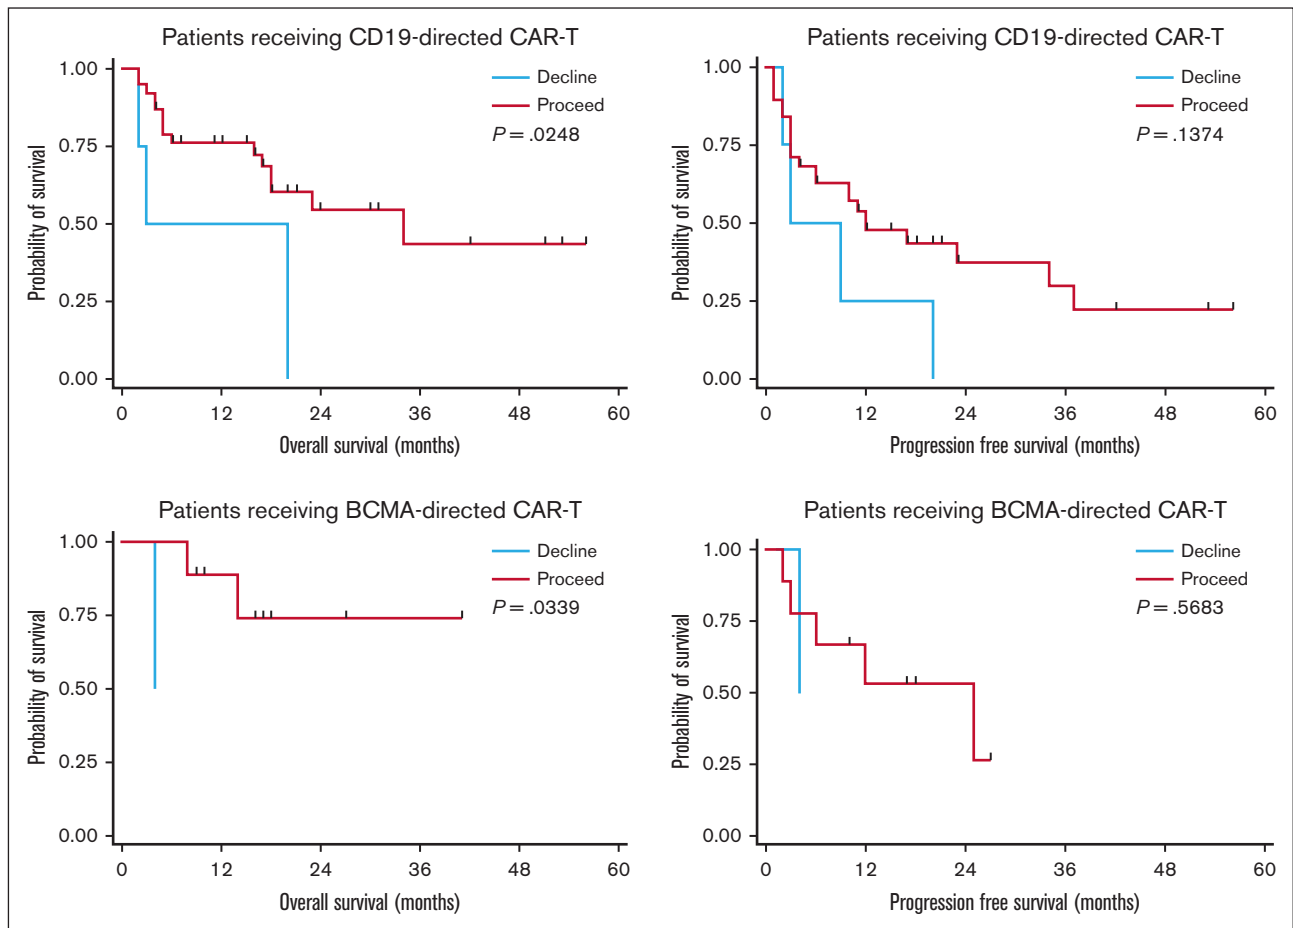 Patients receiving CD19-directed CAR-T
1.00
0.75
0.50
0.25
0.00
Probability of survival
Decline
Proceed
P = .0248
0 12 24 36 48 60
Overall survival (months)
Patients receiving CD19-directed CAR-T
1.00
0.75
0.50
0.25
0.00
Probability of survival
Decline
Proceed
P = .1374
0 12 24 36 48 60
Progression free survival (months)
Patients receiving BCMA-directed CAR-T
1.00
0.75
0.50
0.25
0.00
Probability of survival
Decline
Proceed
P = .0339
0 12 24 36 48 60
Overall survival (months)
Patients receiving BCMA-directed CAR-T
1.00
0.75
0.50
0.25
0.00
Probability of survival
Decline
Proceed
P = .5683
0 12 24 36 48 60
Progression free survival (months)